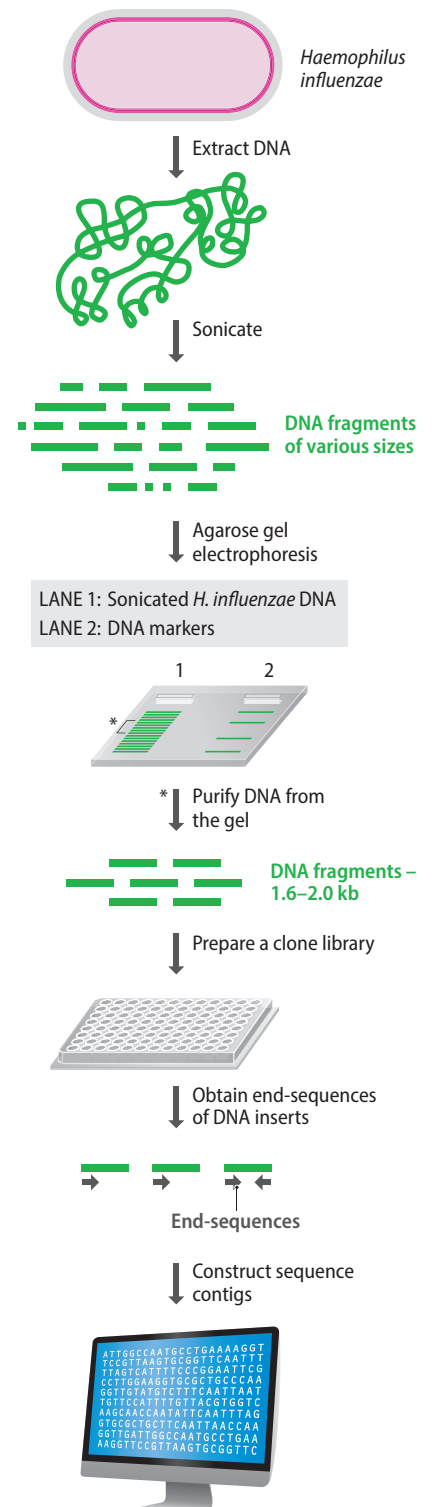 Haemophilus
influenzae
Extract DNA
Sonicate
DNA fragments
of various sizes
Agarose gel
electrophoresis
LANE 1: Sonicated H. influenzae DNA
LANE 2: DNA markers
1 2
*
* Purify DNA from
the gel
DNA fragments –
1.6–2.0 kb
Prepare a clone library
Obtain end-sequences
of DNA inserts
End-sequences
Construct sequence
contigs
ATTGGCCAATGCCTGAAAAGGT
TCCGTTAAGTGCGGTTCAATTT
TTAGTCATTTTCCCGGAATTCG
CCTTGGAAGGTGCGCTGCCCAA
GGTTGTATGTCTTTCAATTAAT
TGTTCCATTTTGTTACGTGGTC
AAGCAACCAATATTCAATTTAG
GTGCGCTGCTTCAATTAACCAA
GGTTGATTGGCCAATGCCTGAA
AAGGTTCCGTTAAGTGCGGTTC